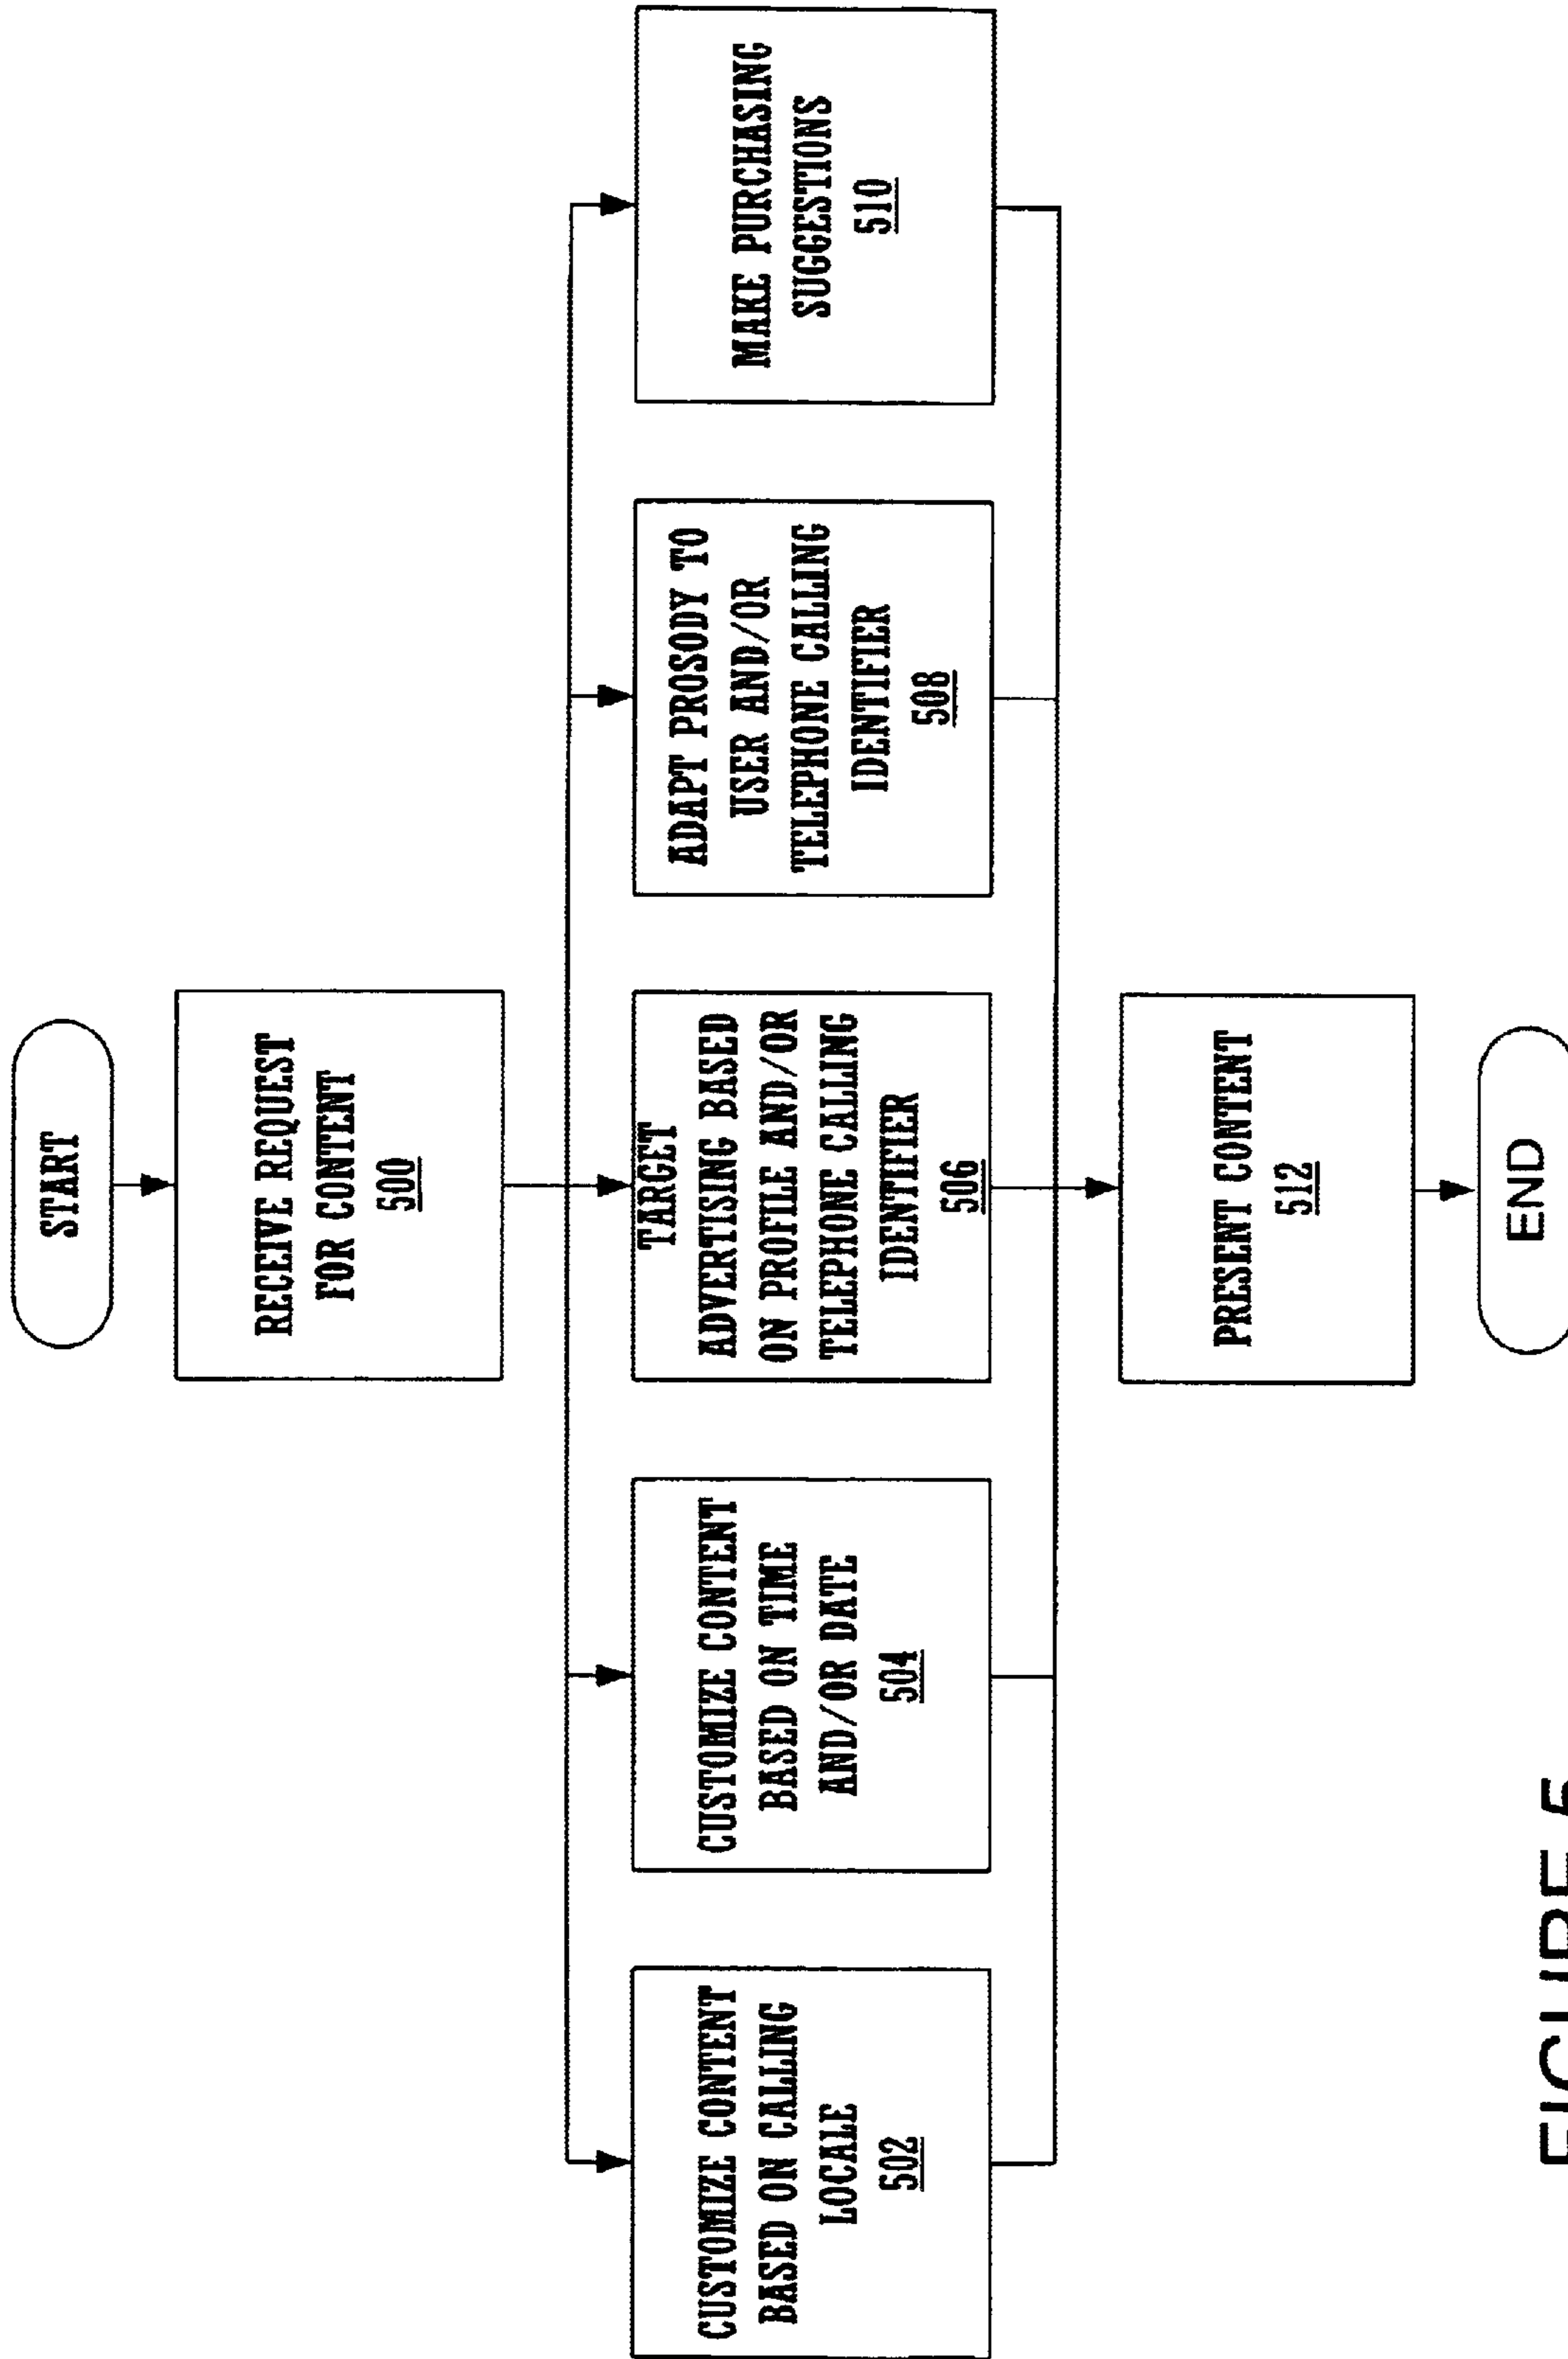 START
RECEIVE REQUEST
FOR CONTENT
500
CUSTOMIZE CONTENT
BASED ON CALLING
LOCALE
502
CUSTOMIZE CONTENT
BASED ON TIME
AND/OR DATE
504
TARGET
ADVERTISING BASED
ON PROFILE AND/OR
TELEPHONE CALLING
IDENTIFIER
506
ADAPT PROSODY TO
USER AND/OR
TELEPHONE CALLING
IDENTIFIER
508
MAKE PURCHASING
SUGGESTIONS
510
PRESENT CONTENT
512
END
FIGURE 5